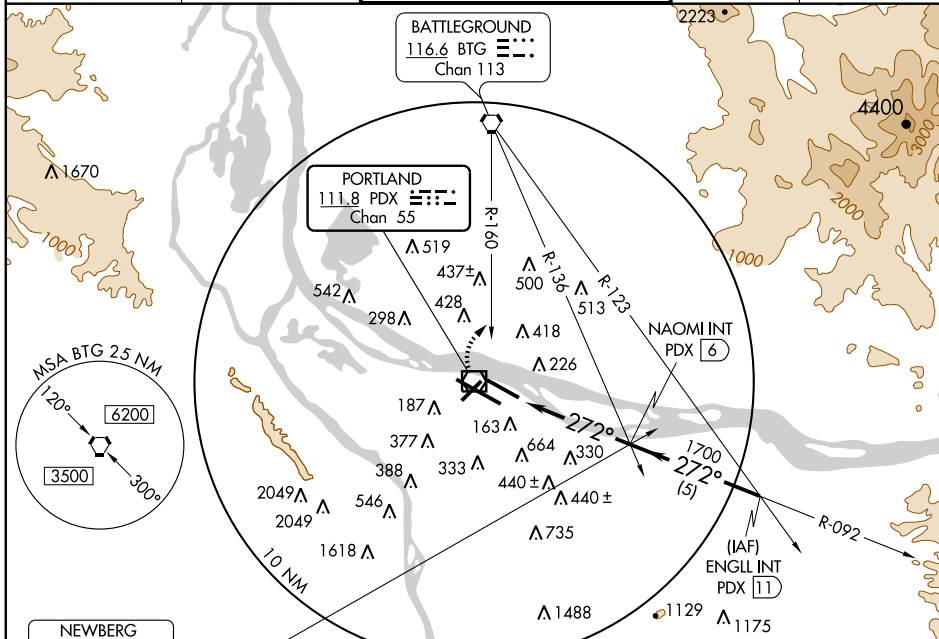 BATTLEGROUND
116.6 BTG
Chan 113
2223
4400
3000
2000
1000
1670
1000
PORTLAND
111.8 PDX
Chan 55
R-160
R-136
R-123
519
437±
500
513
542
428
298
418
226
NAOMI INT
PDX 6
MSA BTG 25 NM
120°
6200
3500
300°
187
163
272°
377
664
330
1700
272°
(5)
388
333
440 ±
440 ±
2049
2049
546
735
R-092
1618
(IAF)
ENGLL INT
PDX 11
10 NM
1488
1129
1175
NEWBERG